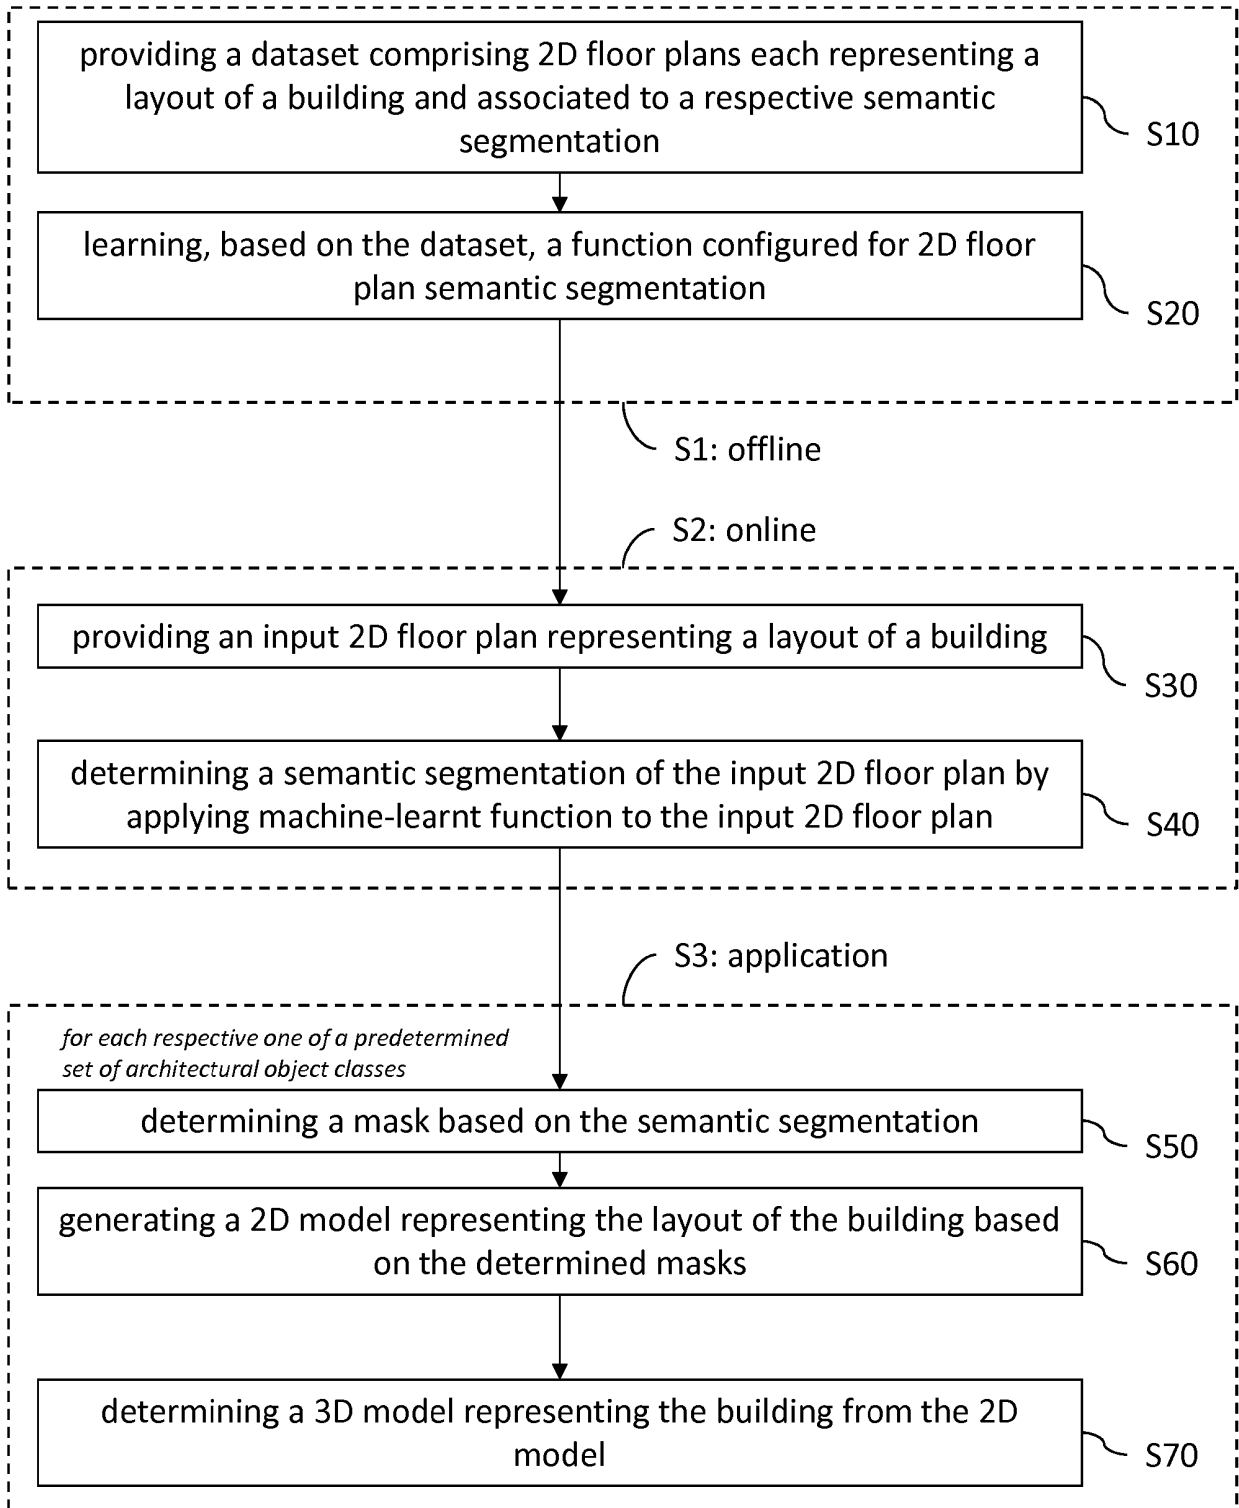 providing a dataset comprising 2D floor plans each representing a
layout of a building and associated to a respective semantic
segmentation
S10
learning, based on the dataset, a function configured for 2D floor
plan semantic segmentation
S20
S1: offline
S2: online
providing an input 2D floor plan representing a layout of a building
S30
determining a semantic segmentation of the input 2D floor plan by
applying machine-learnt function to the input 2D floor plan
S40
S3: application
for each respective one of a predetermined
set of architectural object classes
determining a mask based on the semantic segmentation
S50
generating a 2D model representing the layout of the building based
on the determined masks
S60
determining a 3D model representing the building from the 2D
model
S70